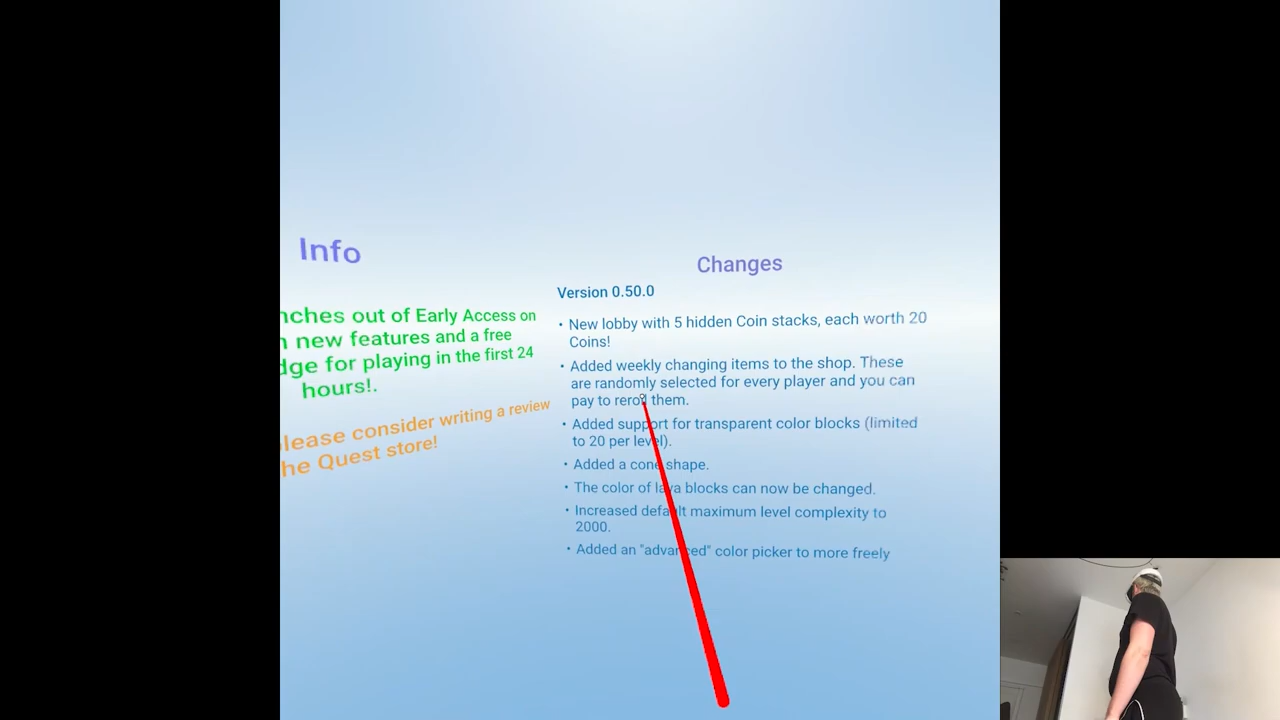 Info
nches out of Early Access on
new features and a free
dge for playing in the first 24
hours!.
lease consider writing a review
he Quest store!
Changes
Version 0.50.0
• New lobby with 5 hidden Coin stacks, each worth 20
Coins!
• Added weekly changing items to the shop. These
are randomly selected for every player and you can
pay to reroll them.
• Added support for transparent color blocks (limited
to 20 per level).
• Added a cone shape.
• The color of lava blocks can now be changed.
• Increased default maximum level complexity to
2000.
• Added an "advanced" color picker to more freely